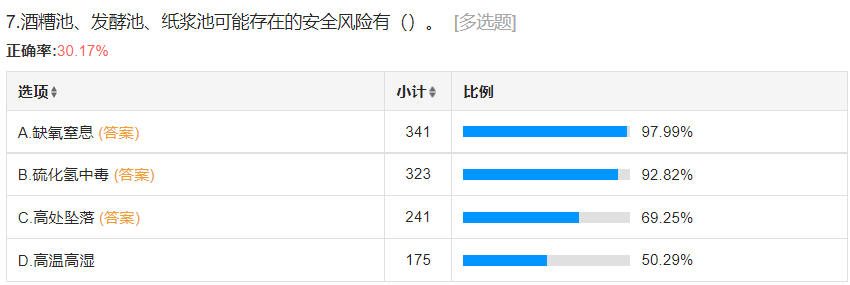 7.酒糟池、发酵池、纸浆池可能存在的安全风险有（）。 [多选题]
正确率:30.17%
选项 小计 比例
A.缺氧窒息 (答案) 341 97.99%
B.硫化氢中毒 (答案) 323 92.82%
C.高处坠落 (答案) 241 69.25%
D.高温高湿 175 50.29%